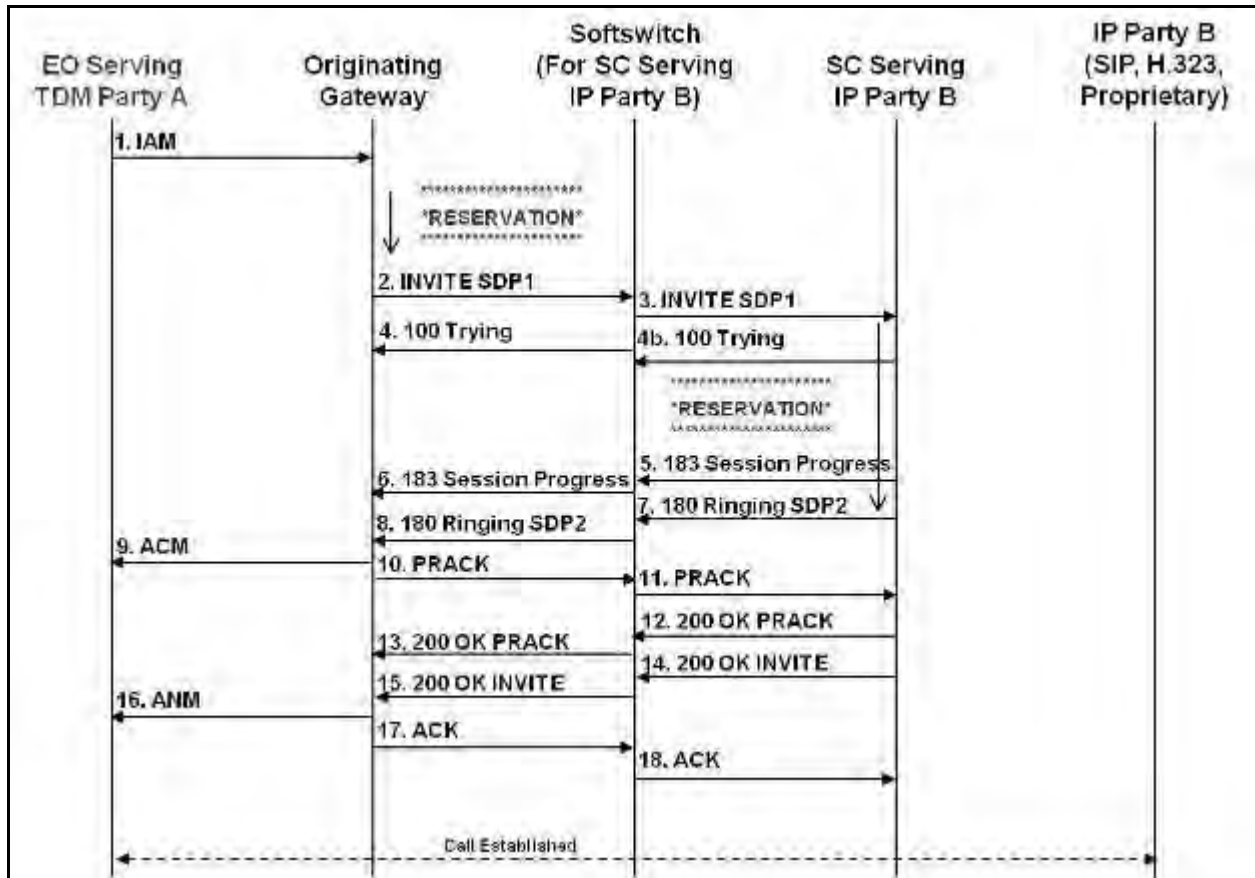 EO Serving
TDM Party A
Originating
Gateway
Softswitch
(For SC Serving
IP Party B)
SC Serving
IP Party B
IP Party B
(SIP, H.323,
Proprietary)
1. IAM
*RESERVATION*
2. INVITE SDP1
3. INVITE SDP1
4. 100 Trying
4b. 100 Trying
*RESERVATION*
5. 183 Session Progress
6. 183 Session Progress
7. 180 Ringing SDP2
8. 180 Ringing SDP2
9. ACM
10. PRACK
11. PRACK
12. 200 OK PRACK
13. 200 OK PRACK
14. 200 OK INVITE
15. 200 OK INVITE
16. ANM
17. ACK
18. ACK
Call Established